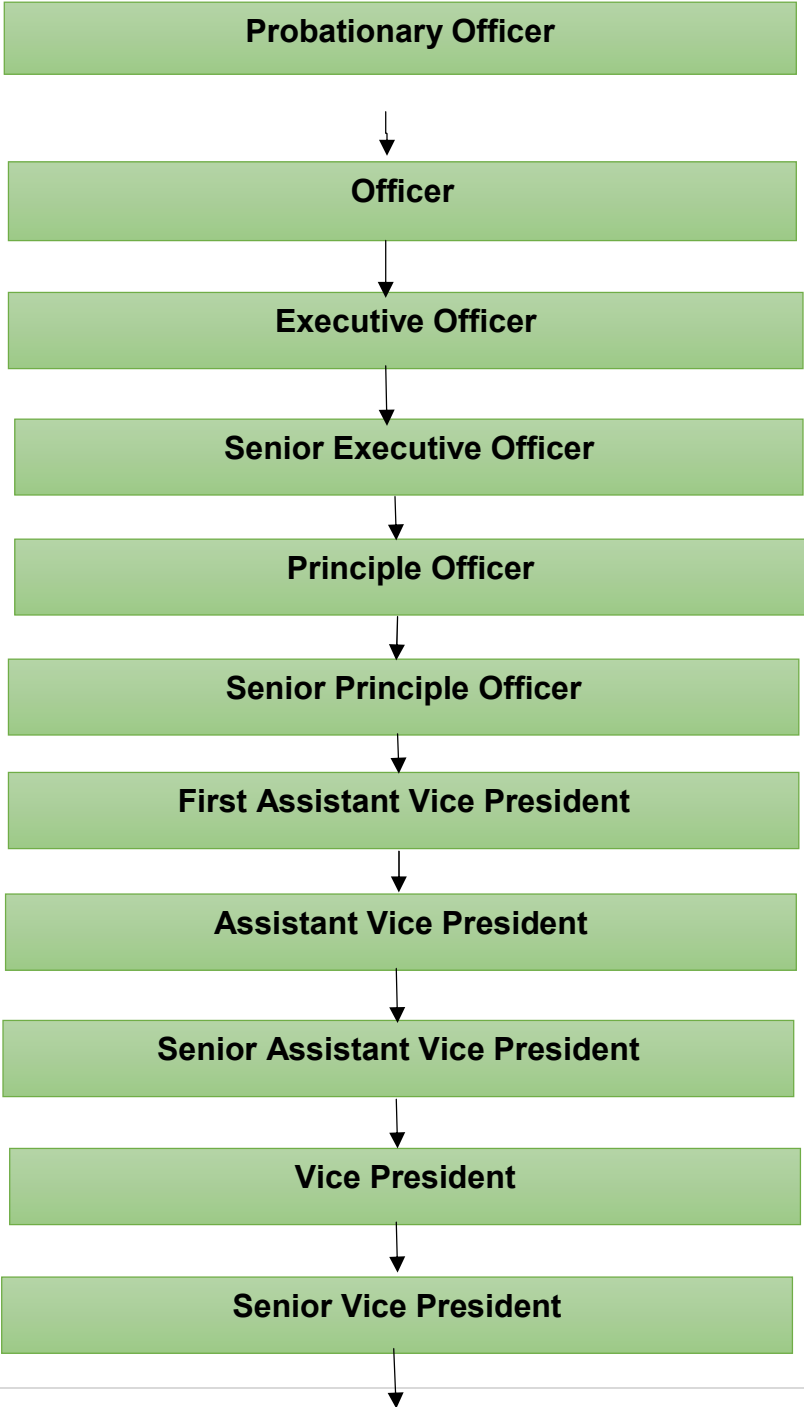 Probationary Officer
Officer
Executive Officer
Senior Executive Officer
Principle Officer
Senior Principle Officer
First Assistant Vice President
Assistant Vice President
Senior Assistant Vice President
Vice President
Senior Vice President